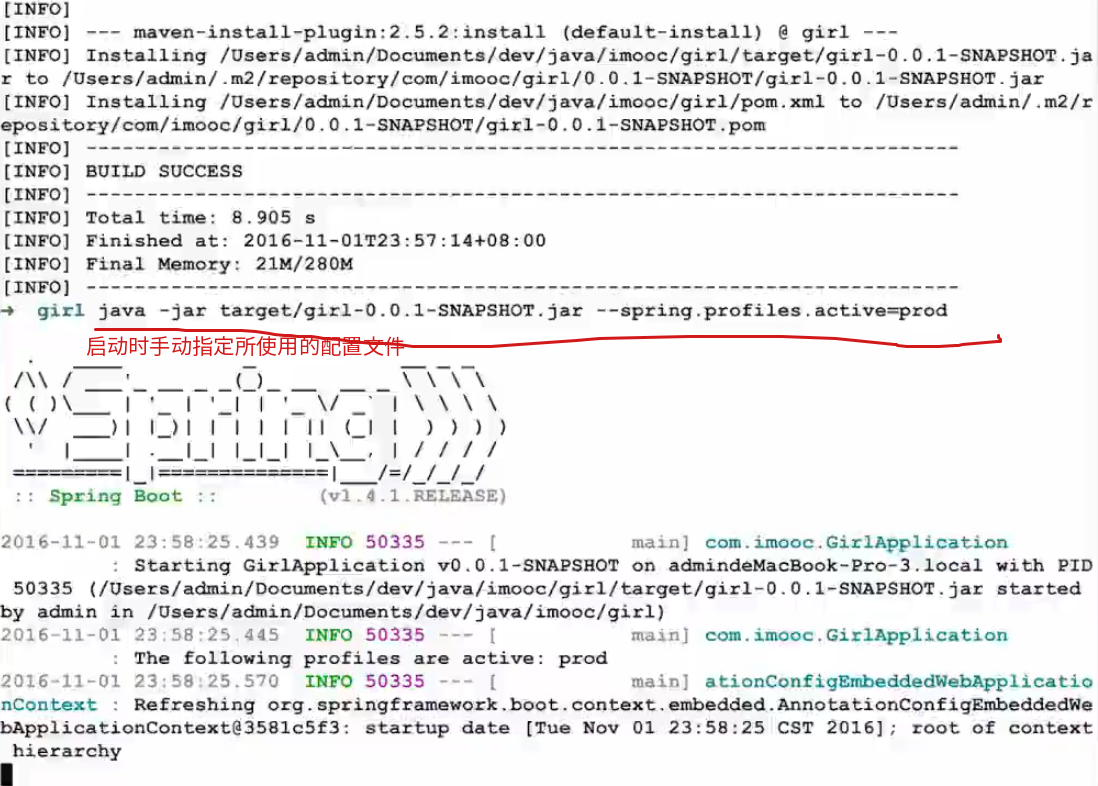 [INFO]
[INFO] --- maven-install-plugin:2.5.2:install (default-install) @ girl ---
[INFO] Installing /Users/admin/Documents/dev/java/imooc/girl/target/girl-0.0.1-SNAPSHOT.ja
r to /Users/admin/.m2/repository/com/imooc/girl/0.0.1-SNAPSHOT/girl-0.0.1-SNAPSHOT.jar
[INFO] Installing /Users/admin/Documents/dev/java/imooc/girl/pom.xml to /Users/admin/.m2/r
epository/com/imooc/girl/0.0.1-SNAPSHOT/girl-0.0.1-SNAPSHOT.pom
[INFO] ------------------------------------------------------------------------
[INFO] BUILD SUCCESS
[INFO] ------------------------------------------------------------------------
[INFO] Total time: 8.905 s
[INFO] Finished at: 2016-11-01T23:57:14+08:00
[INFO] Final Memory: 21M/280M
[INFO] ------------------------------------------------------------------------
→ girl java -jar target/girl-0.0.1-SNAPSHOT.jar --spring.profiles.active=prod
启动时手动指定所使用的配置文件
Spring
:: Spring Boot :: (v1.4.1.RELEASE)
2016-11-01 23:58:25.439 INFO 50335 --- [ main] com.imooc.GirlApplication
: Starting GirlApplication v0.0.1-SNAPSHOT on admindeMacBook-Pro-3.local with PID
50335 (/Users/admin/Documents/dev/java/imooc/girl/target/girl-0.0.1-SNAPSHOT.jar started
by admin in /Users/admin/Documents/dev/java/imooc/girl)
2016-11-01 23:58:25.445 INFO 50335 --- [ main] com.imooc.GirlApplication
: The following profiles are active: prod
2016-11-01 23:58:25.570 INFO 50335 --- [ main] ationConfigEmbeddedWebApplicatio
nContext : Refreshing org.springframework.boot.context.embedded.AnnotationConfigEmbeddedWe
bApplicationContext@3581c5f3: startup date [Tue Nov 01 23:58:25 CST 2016]; root of context
hierarchy